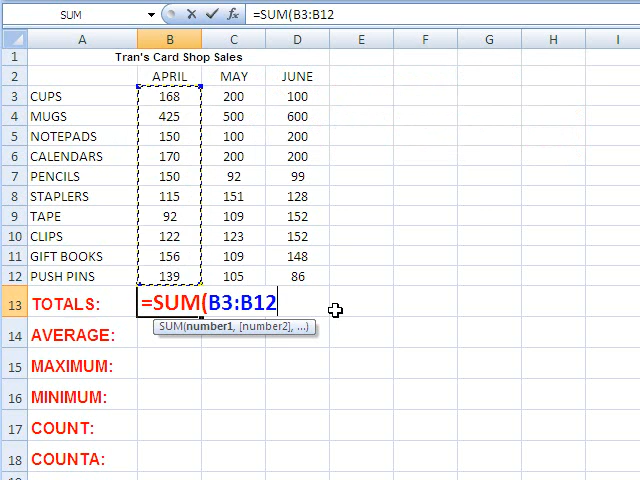 SUM =SUM(B3:B12
A B C D E F G H I
1 Tran's Card Shop Sales
2 APRIL MAY JUNE
3 CUPS 168 200 100
4 MUGS 425 500 600
5 NOTEPADS 150 100 200
6 CALENDARS 170 200 200
7 PENCILS 150 92 99
8 STAPLERS 115 151 128
9 TAPE 92 109 152
10 CLIPS 122 123 152
11 GIFT BOOKS 156 109 148
12 PUSH PINS 139 105 86
13 TOTALS: =SUM(B3:B12
SUM(number1, [number2], ...)
14 AVERAGE:
15 MAXIMUM:
16 MINIMUM:
17 COUNT:
18 COUNTA: